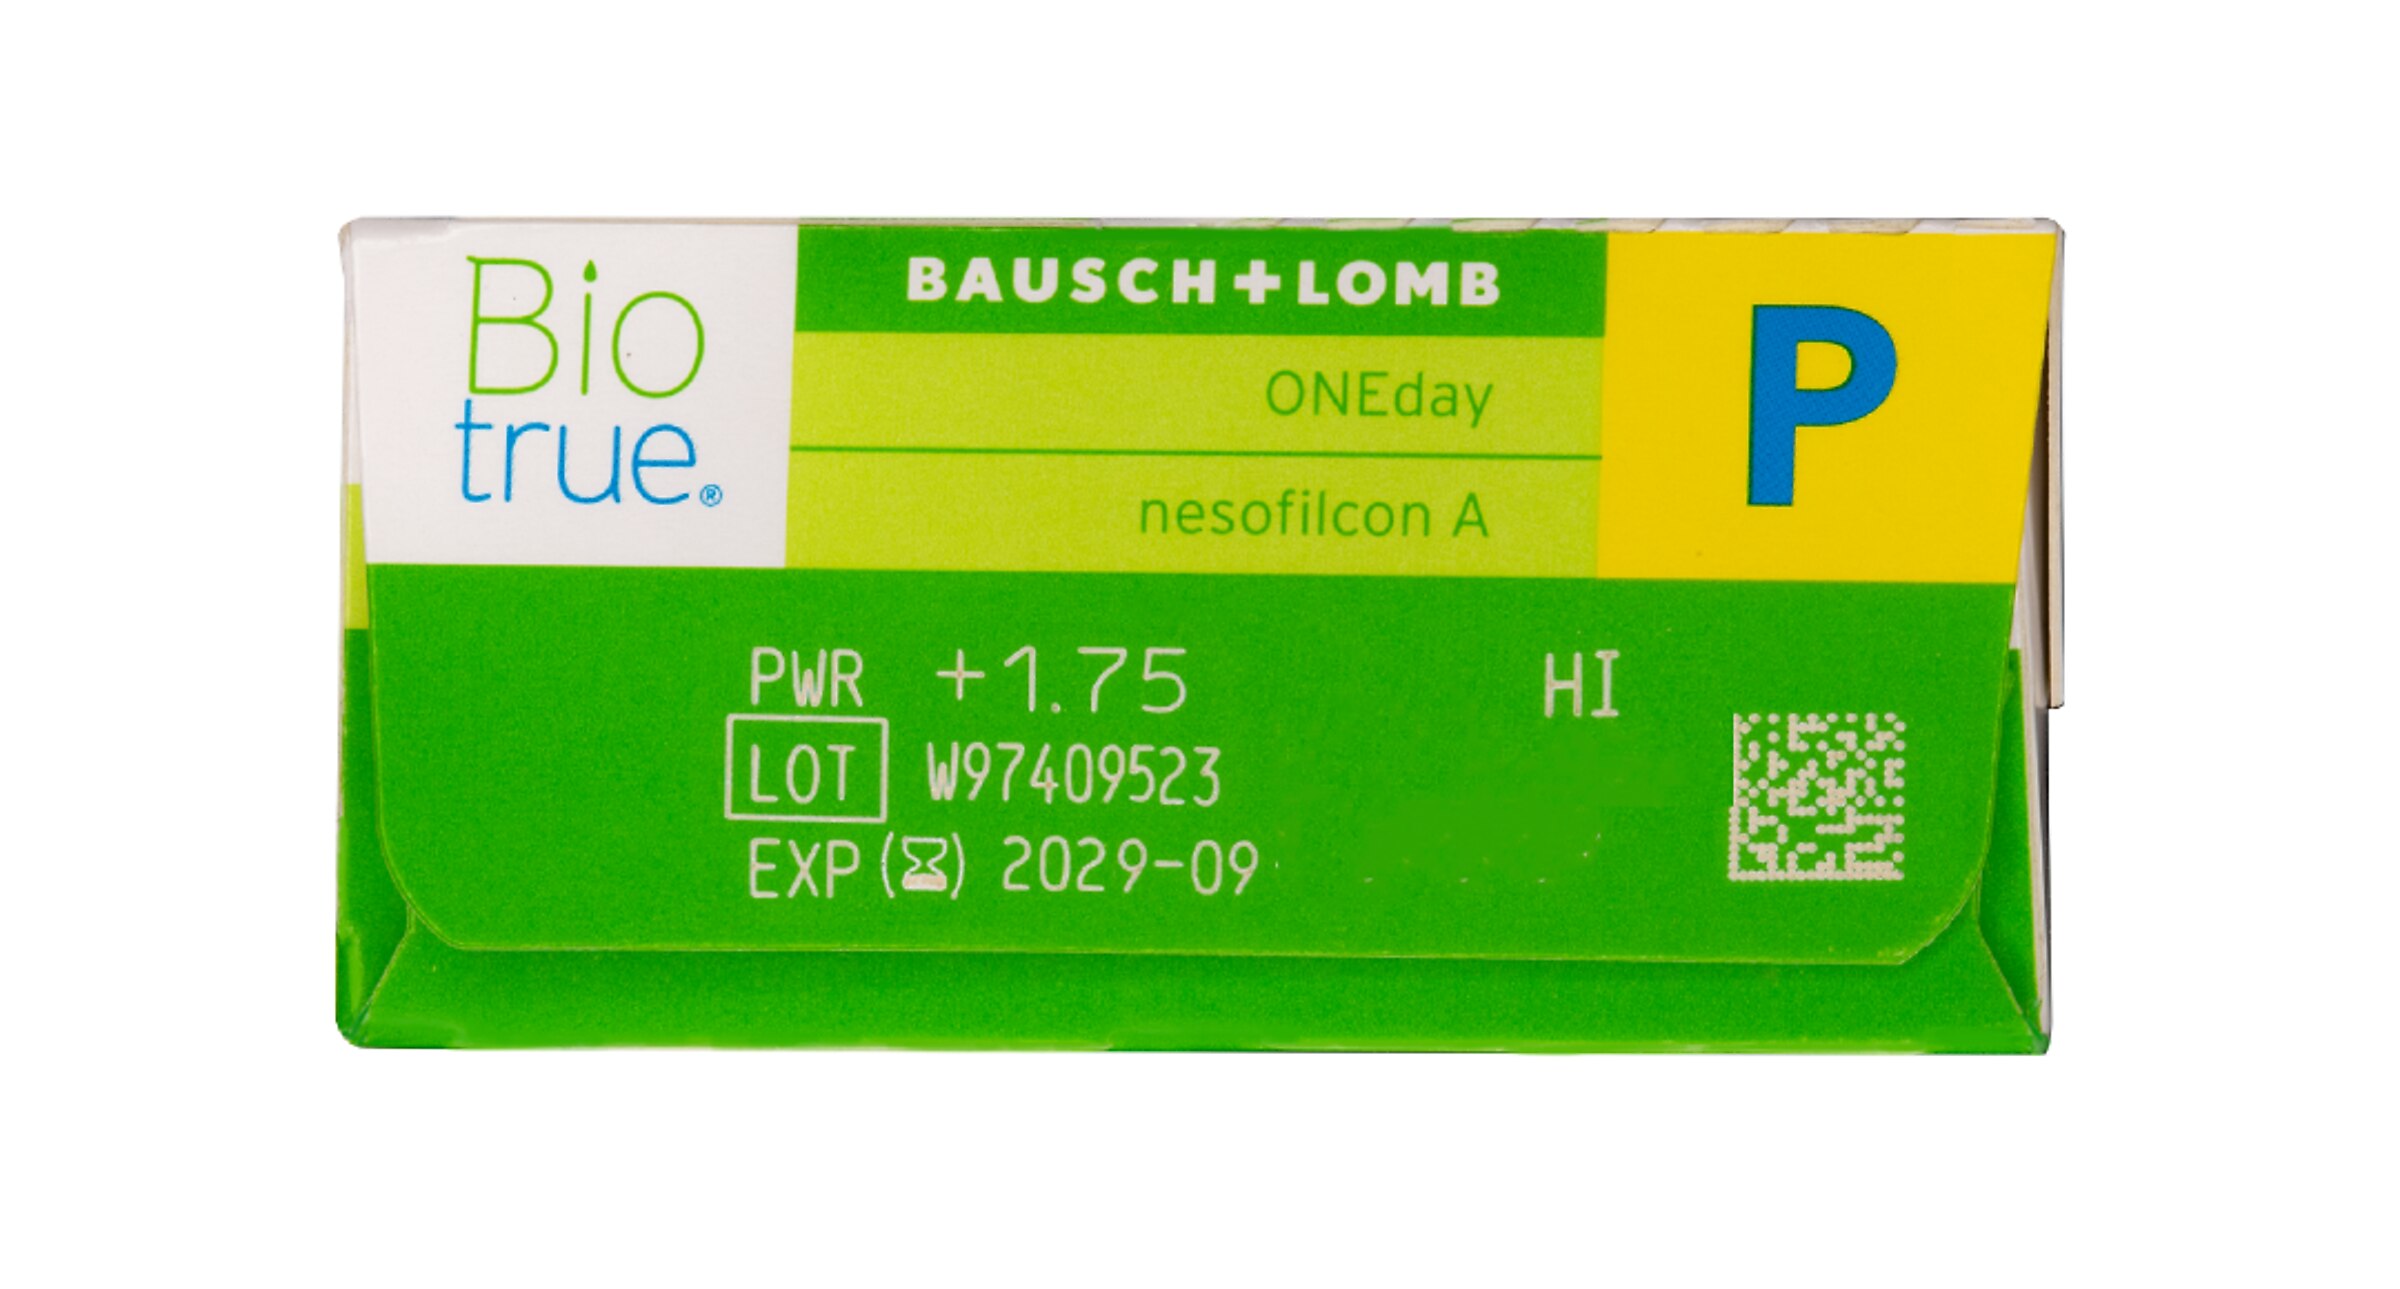 Bio
true®
BAUSCH+LOMB
ONEday
nesofilcon A
P
PWR +1.75 HI
LOT W97409523
EXP (⌛) 2029-09